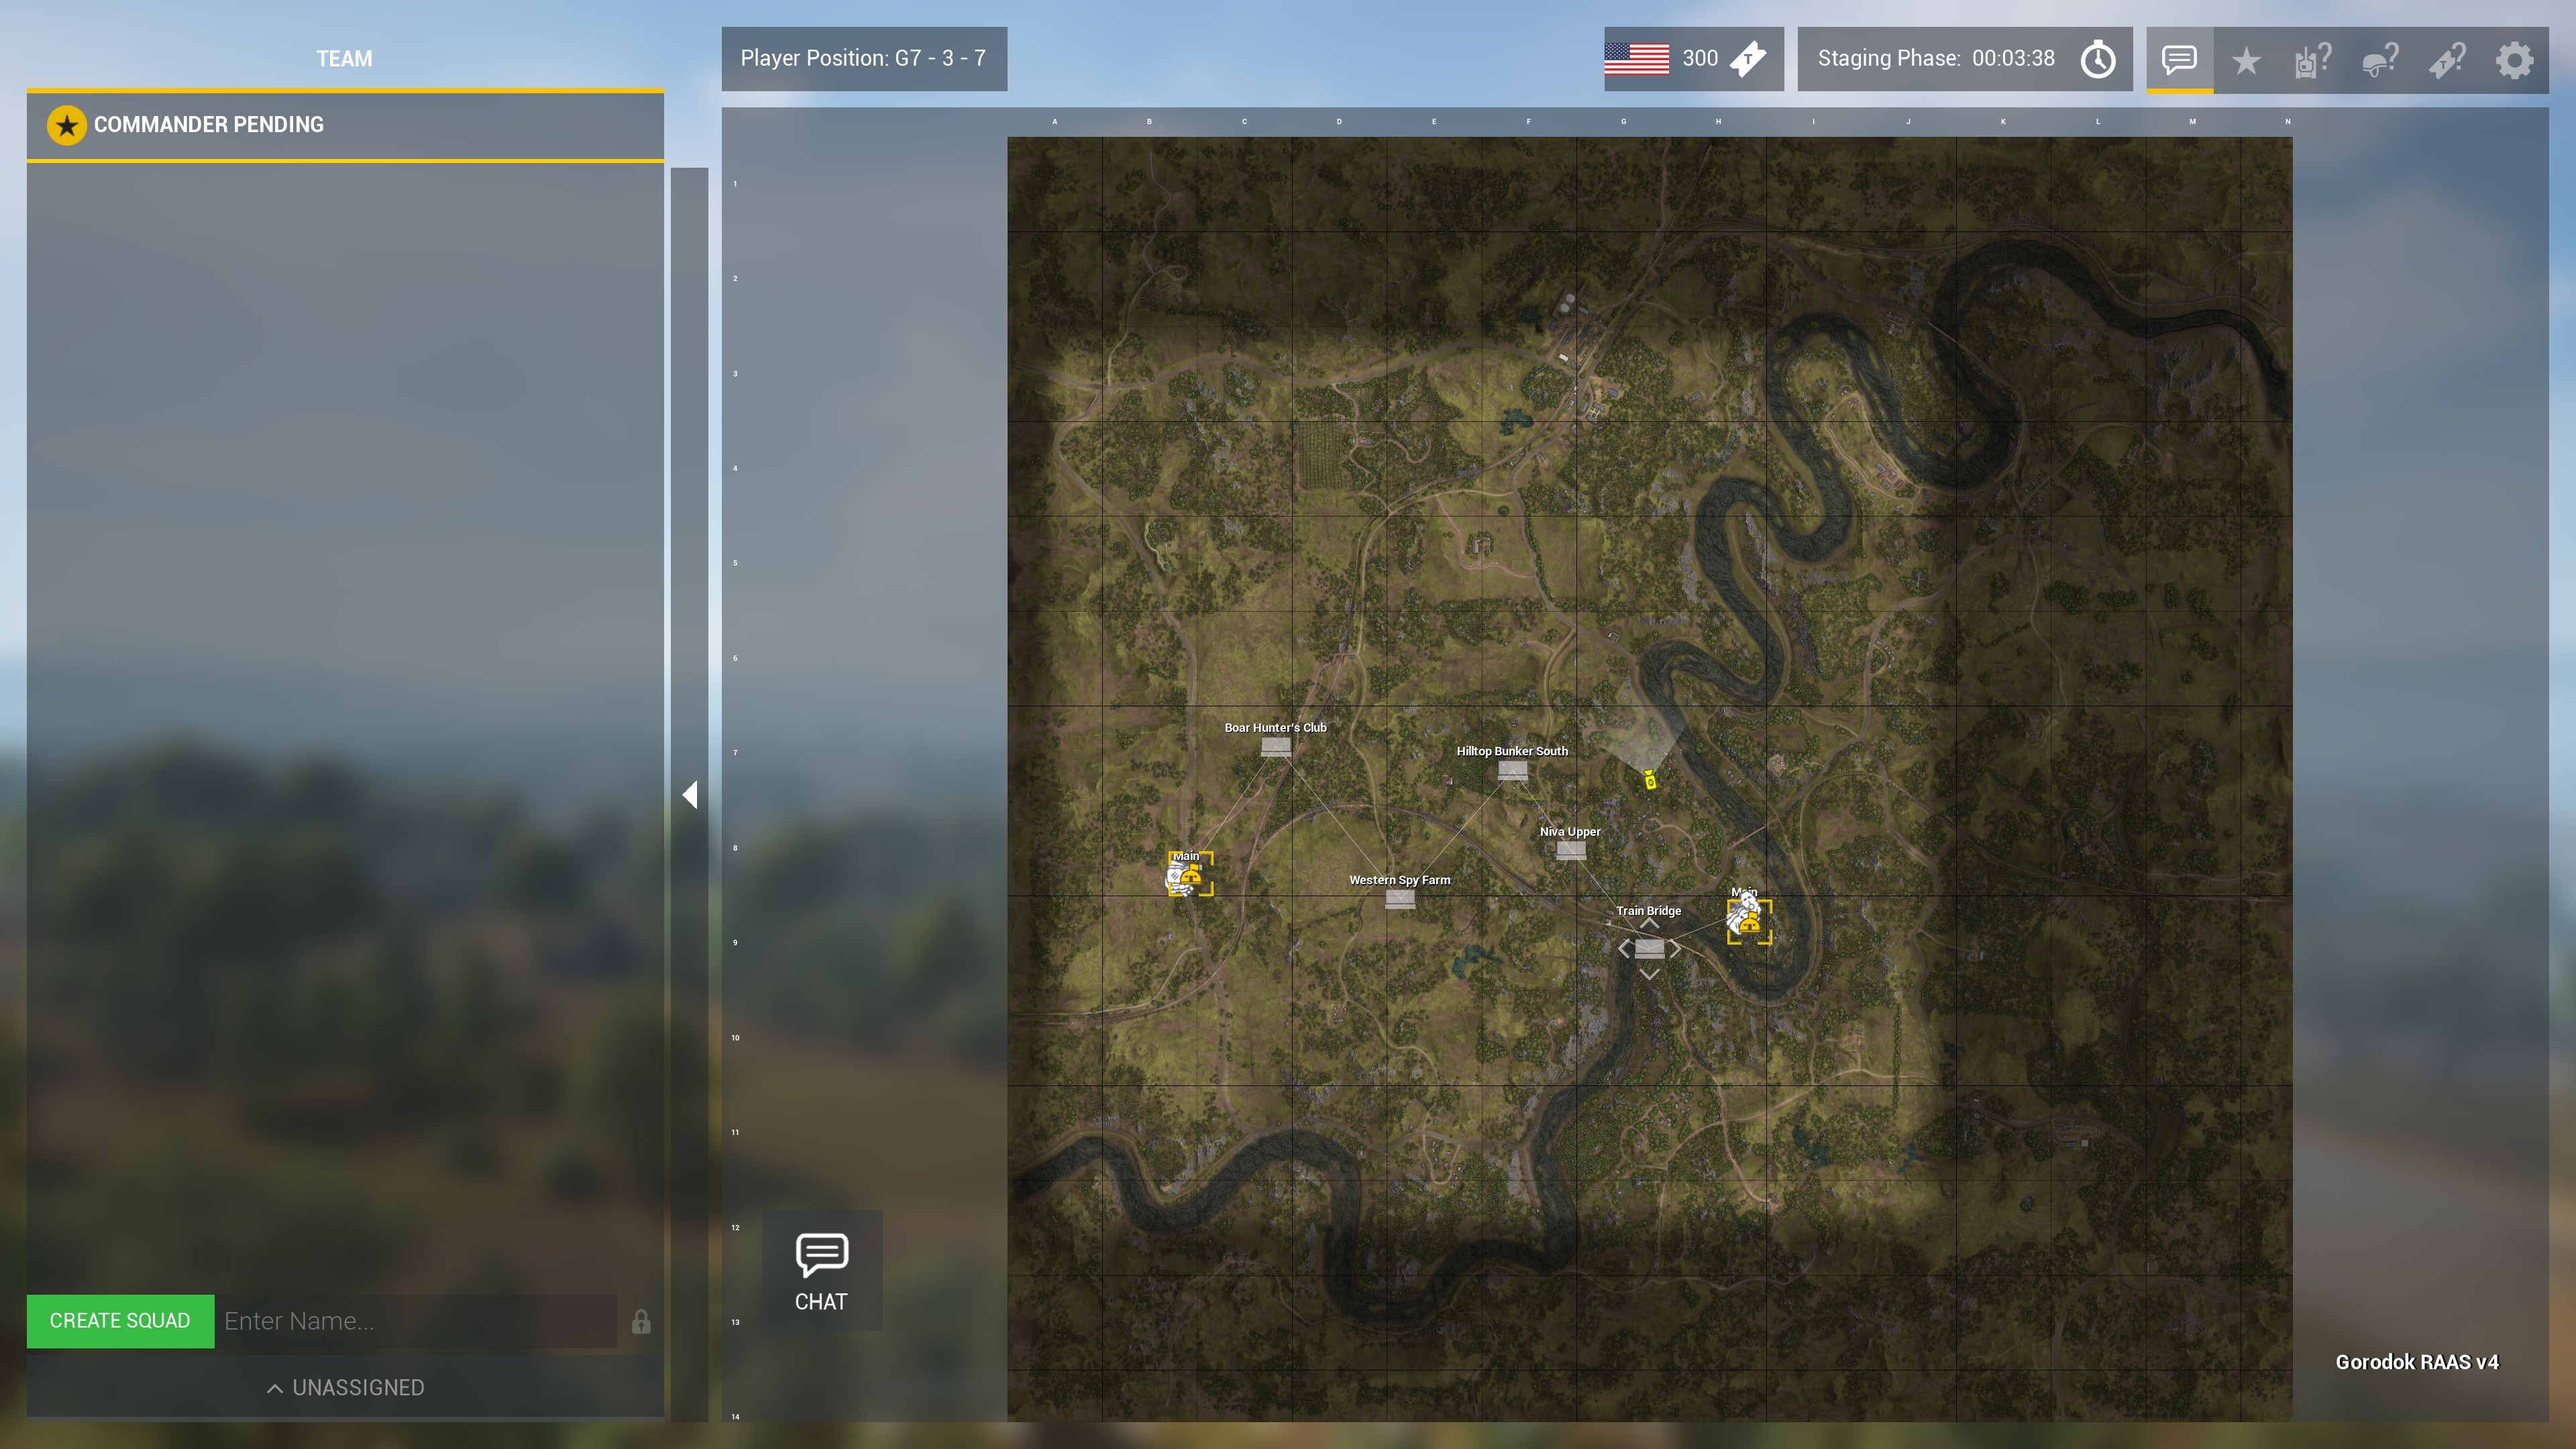 TEAM
Player Position: G7 - 3 - 7
300
T
Staging Phase: 00:03:38
COMMANDER PENDING
A B C D E F G H I J K L M N
1
2
3
4
5
6
7
Boar Hunter's Club
Hilltop Bunker South
Niva Upper
8
Main
Western Spy Farm
Main
Train Bridge
9
10
11
12
CHAT
13
CREATE SQUAD
Enter Name...
Gorodok RAAS v4
UNASSIGNED
14